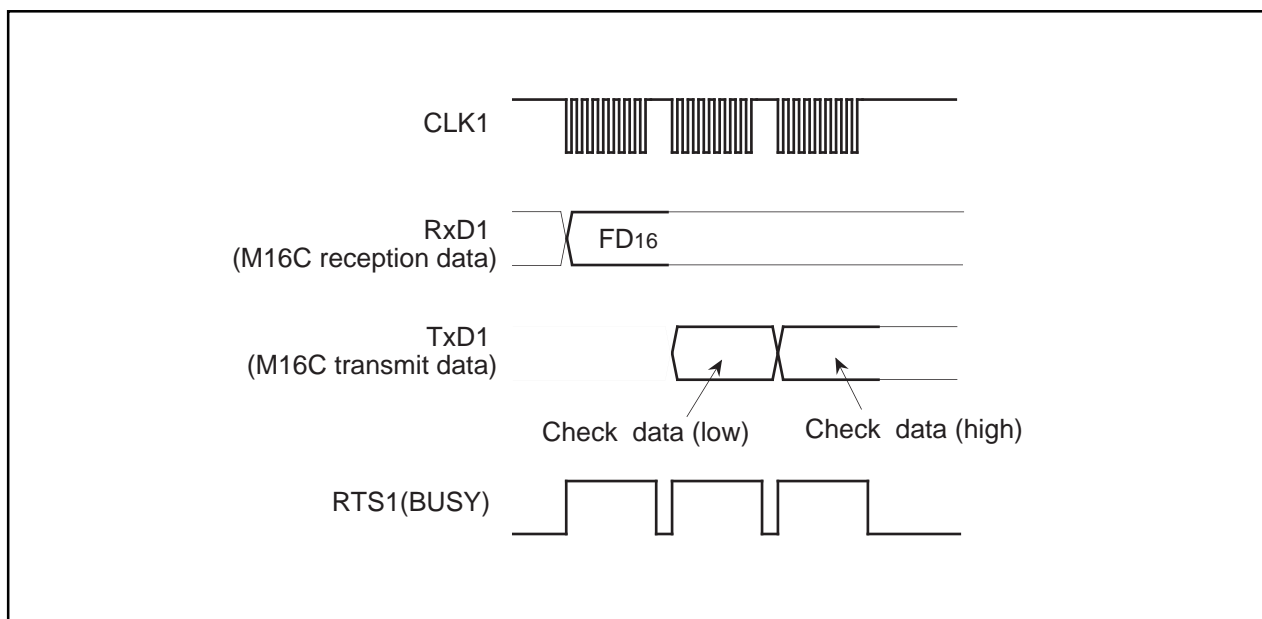 CLK1
RxD1
(M16C reception data)
FD16
TxD1
(M16C transmit data)
Check data (low)
Check data (high)
RTS1(BUSY)